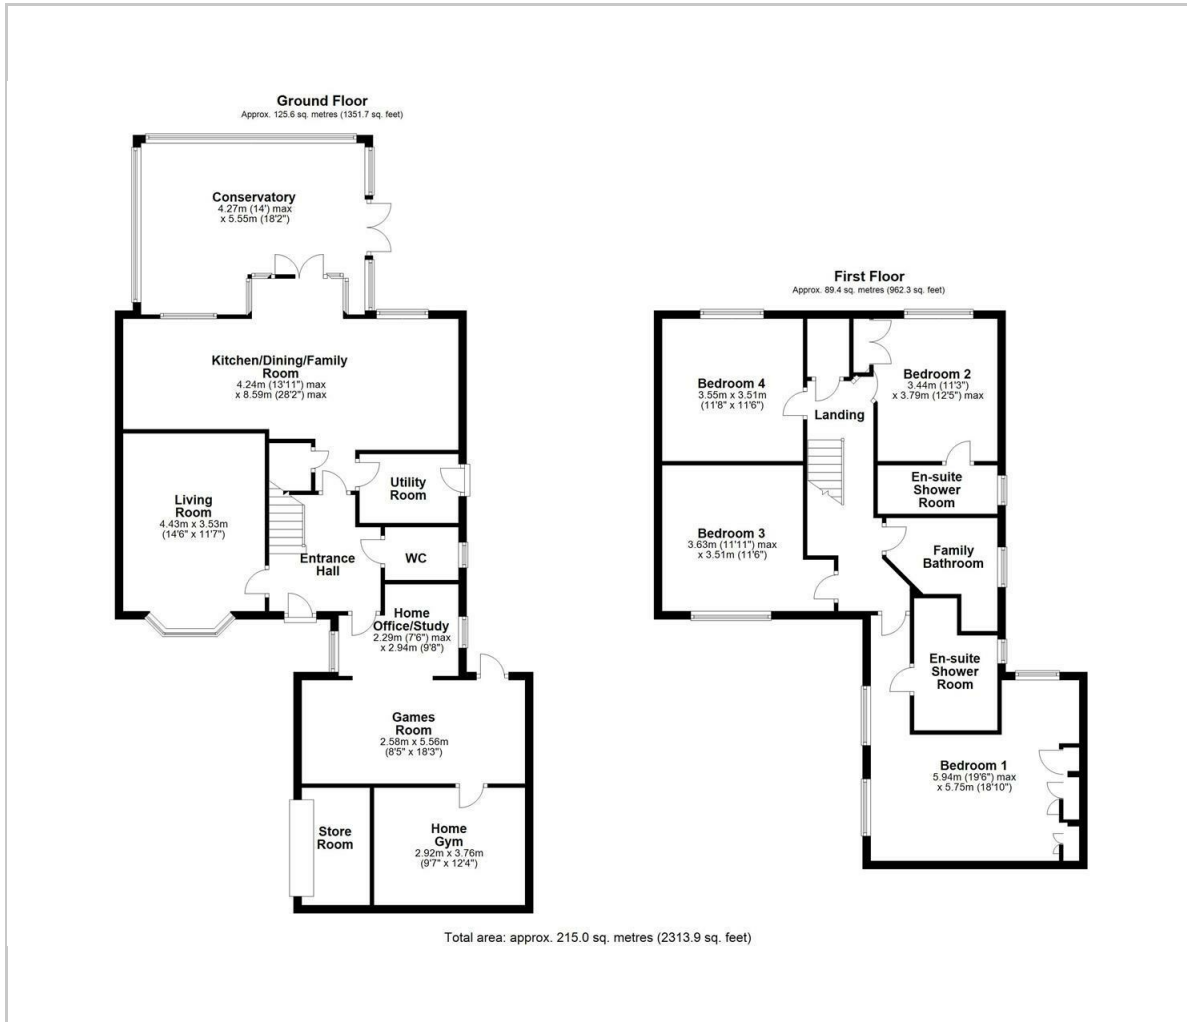 Ground Floor
Approx. 125.6 sq. metres (1351.7 sq. feet)
Conservatory
4.27m (14') max
x 5.55m (18'2")
Kitchen/Dining/Family
Room
4.24m (13'11") max
x 8.59m (28'2") max
Living
Room
4.43m x 3.53m
(14'6" x 11'7")
Utility
Room
Entrance
Hall
WC
Home
Office/Study
2.29m (7'6") max
x 2.94m (9'8")
Games
Room
2.58m x 5.56m
(8'5" x 18'3")
Store
Room
Home
Gym
2.92m x 3.76m
(9'7" x 12'4")
First Floor
Approx. 89.4 sq. metres (962.3 sq. feet)
Bedroom 4
3.55m x 3.51m
(11'8" x 11'6")
Landing
Bedroom 2
3.44m (11'3")
x 3.79m (12'5") max
En-suite
Shower
Room
Bedroom 3
3.63m (11'11") max
x 3.51m (11'6")
Family
Bathroom
En-suite
Shower
Room
Bedroom 1
5.94m (19'6") max
x 5.75m (18'10")
Total area: approx. 215.0 sq. metres (2313.9 sq. feet)